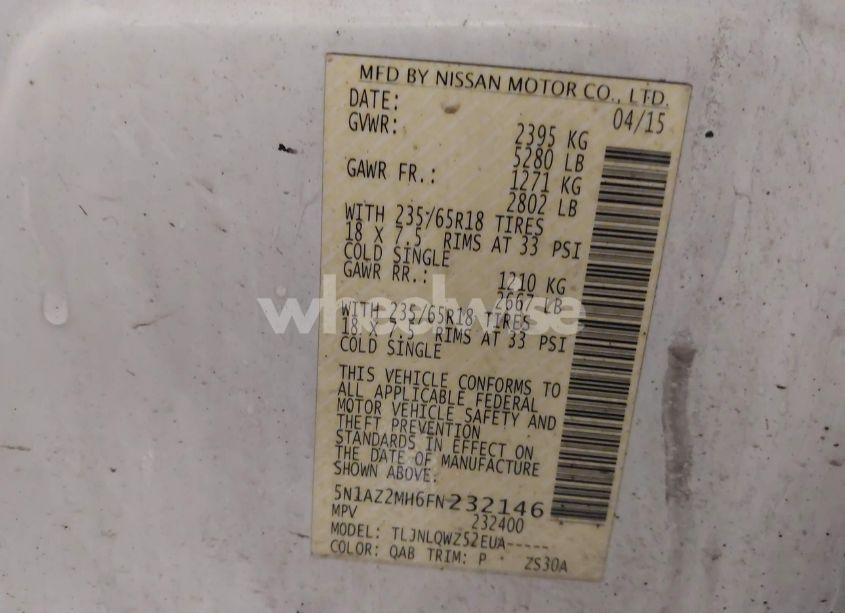 MFD BY NISSAN MOTOR CO., LTD.
DATE: 04/15
GVWR: 2395 KG
5280 LB
GAWR FR.: 1271 KG
2802 LB
WITH 235/65R18 TIRES
18 X 7.5 RIMS AT 33 PSI
COLD SINGLE
GAWR RR.: 1210 KG
2667 LB
WITH 235/65R18 TIRES
18 X 7.5 RIMS AT 33 PSI
COLD SINGLE
THIS VEHICLE CONFORMS TO
ALL APPLICABLE FEDERAL
MOTOR VEHICLE SAFETY AND
THEFT PREVENTION
STANDARDS IN EFFECT ON
THE DATE OF MANUFACTURE
SHOWN ABOVE:
5N1AZ2MH6FN232146
MPV 232400
MODEL: TLJNLQWZ52EUA-----
COLOR: QAB TRIM: P ZS30A
wheelwise